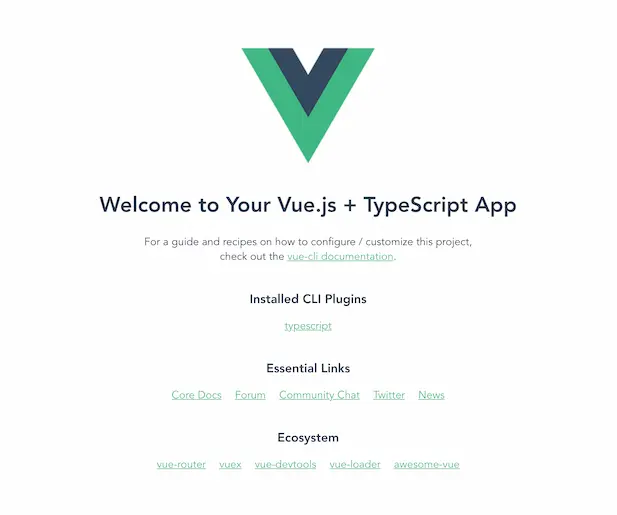 Welcome to Your Vue.js + TypeScript App
For a guide and recipes on how to configure / customize this project,
check out the vue-cli documentation.
Installed CLI Plugins
typescript
Essential Links
Core Docs Forum Community Chat Twitter News
Ecosystem
vue-router vuex vue-devtools vue-loader awesome-vue